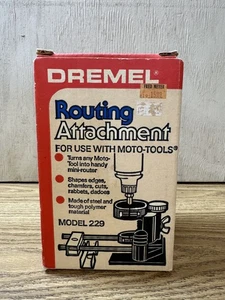 DREMEL®
Routing
Attachment
FOR USE WITH MOTO-TOOLS®
• Turns any Moto-
Tool into handy
mini-router
• Shapes edges,
chamfers, cuts,
rabbets, dadoes
• Made of steel and
tough polymer
material
MODEL 229